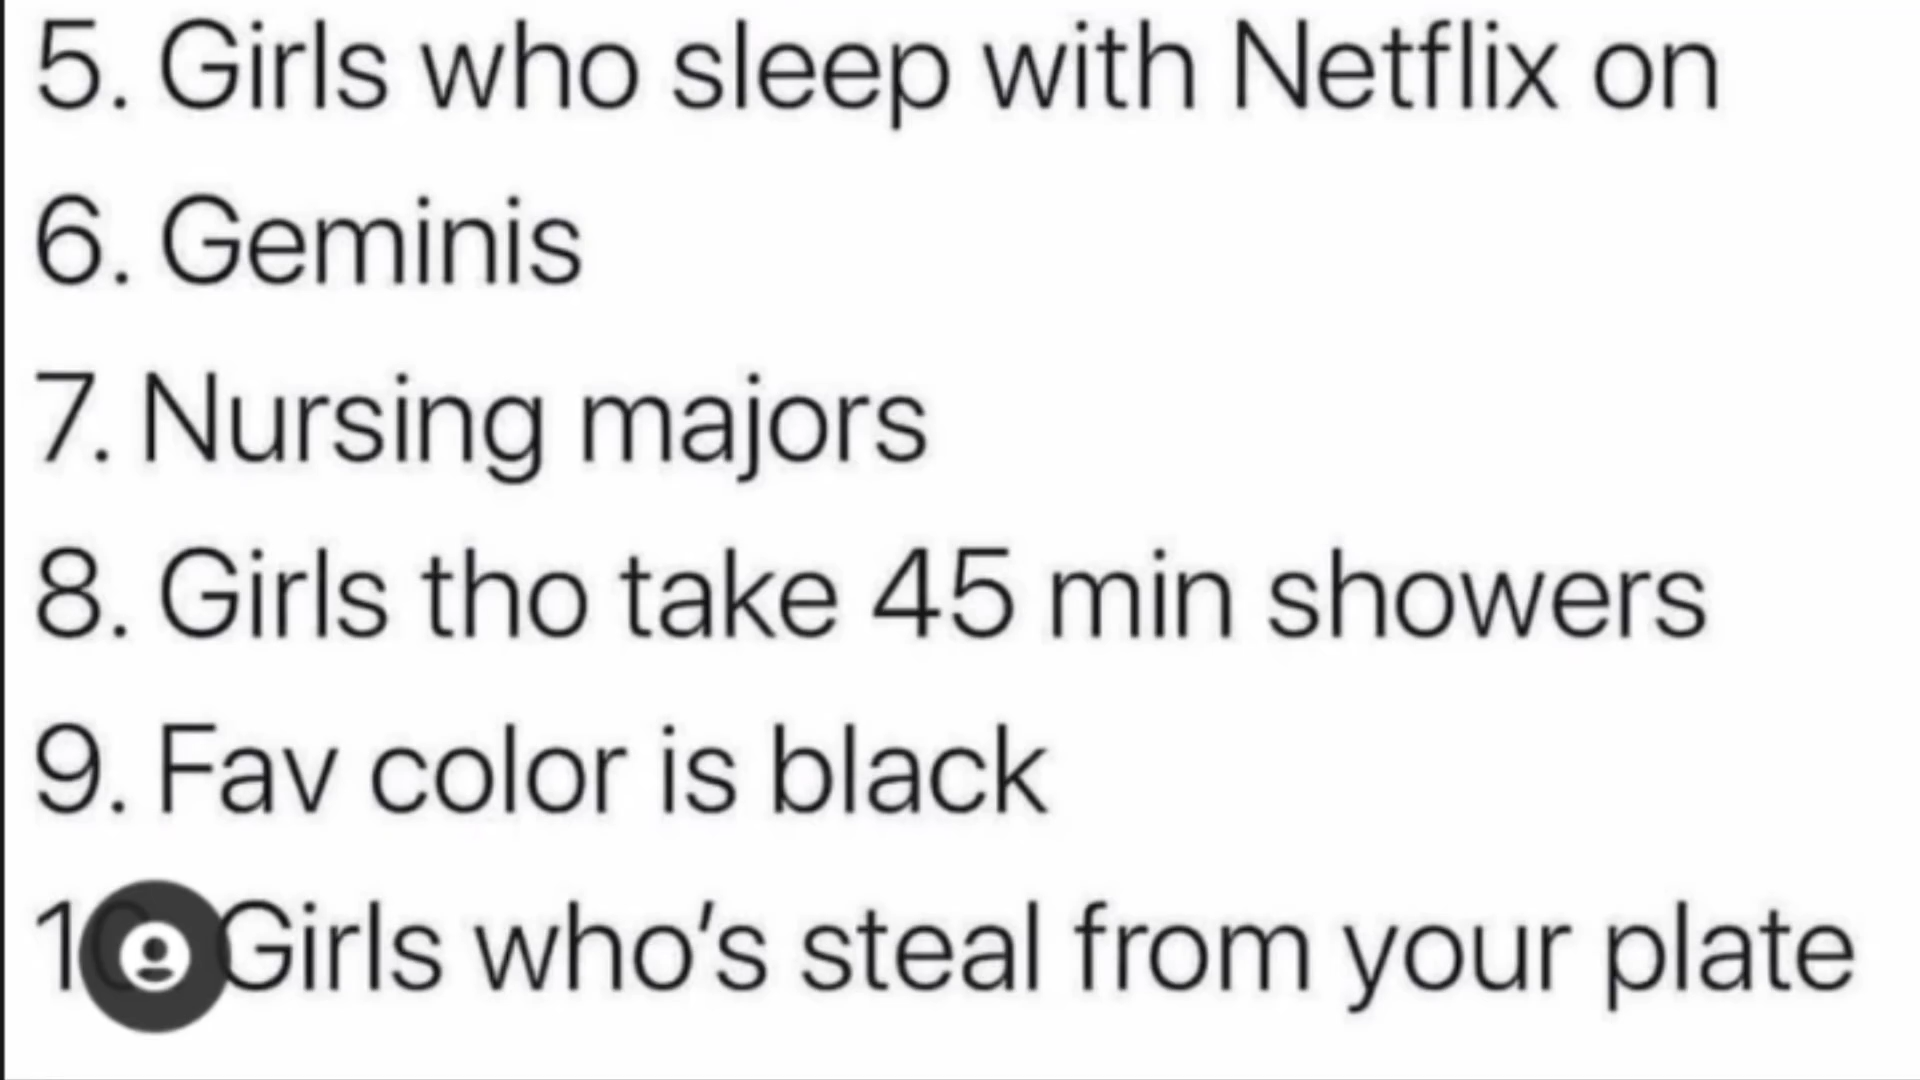 5. Girls who sleep with Netflix on
6. Geminis
7. Nursing majors
8. Girls tho take 45 min showers
9. Fav color is black
10. Girls who's steal from your plate